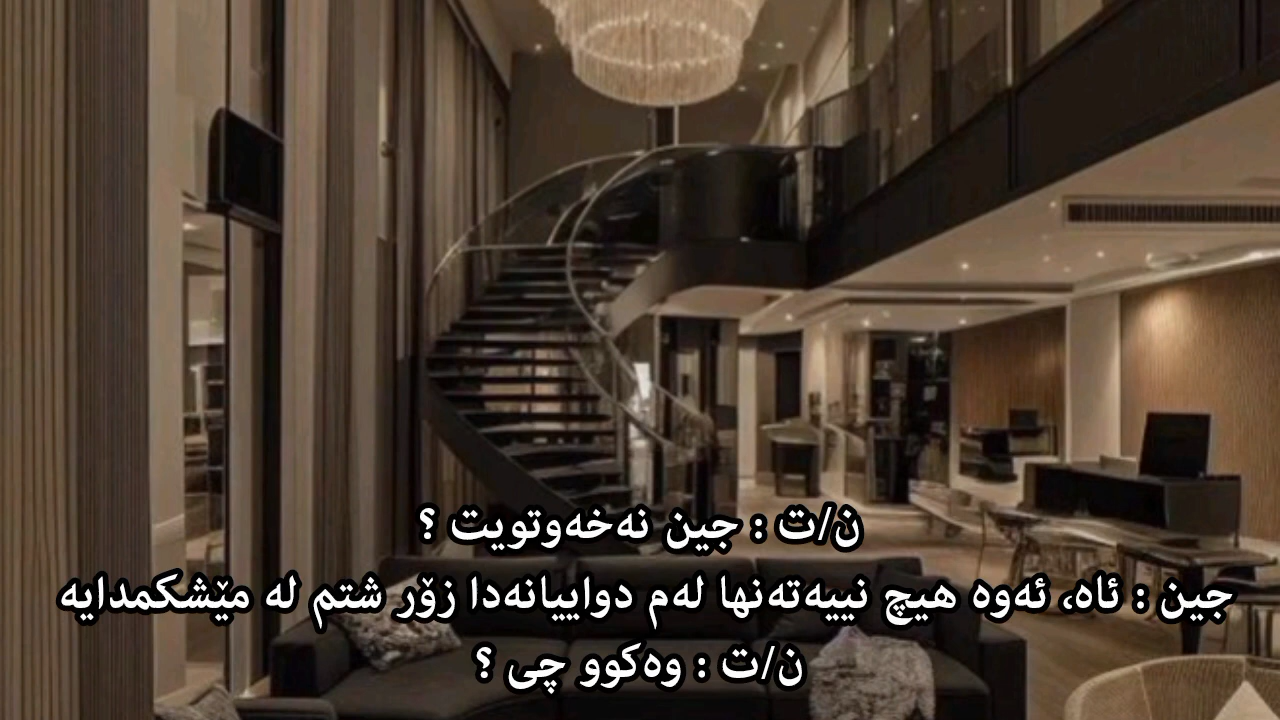 ن/ت : جین نەخەوتویت ؟
جین : ئاه، ئەوە هیچ نییەتەنها لەم دواییانەدا زۆر شتم لە مێشکمدایە
ن/ت : وەکوو چی ؟